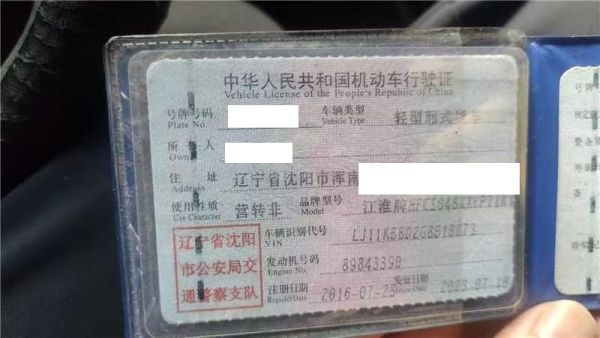 中华人民共和国机动车行驶证
Vehicle License of the People's Republic of China
号牌号码 车辆类型 轻型厢式货车
Plate No. Vehicle Type
所有人
Own
住址 辽宁省沈阳市浑南
Address
使用性质 营转非 品牌型号 江淮牌
Use Character Model
辽宁省沈阳
市公安局交
通警察支队
车辆识别代号
VIN
发动机号码 89843350
Engine No.
注册日期 2016-07-25 发证日期
Register Date Issue Date